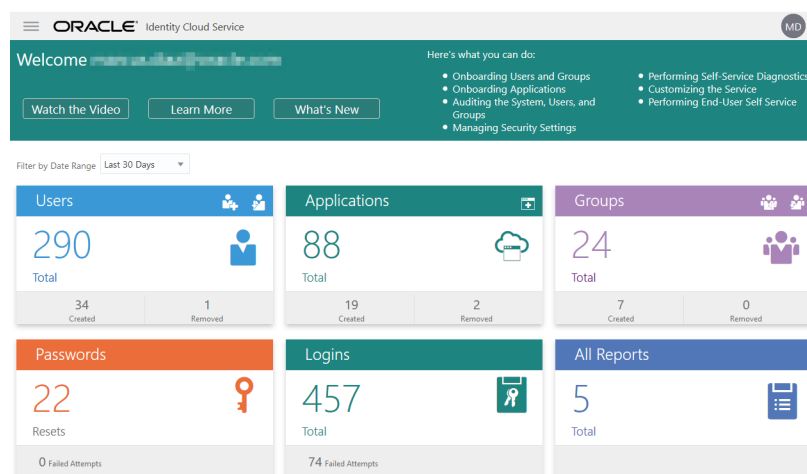 ORACLE® Identity Cloud Service
MD
Welcome
Watch the Video
Learn More
What's New
Here's what you can do:
• Onboarding Users and Groups
• Onboarding Applications
• Auditing the System, Users, and
Groups
• Managing Security Settings
• Performing Self-Service Diagnostics
• Customizing the Service
• Performing End-User Self Service
Filter by Date Range Last 30 Days
Users
290
Total
34
Created
1
Removed
Applications
88
Total
19
Created
2
Removed
Groups
24
Total
7
Created
0
Removed
Passwords
22
Resets
0 Failed Attempts
Logins
457
Total
74 Failed Attempts
All Reports
5
Total